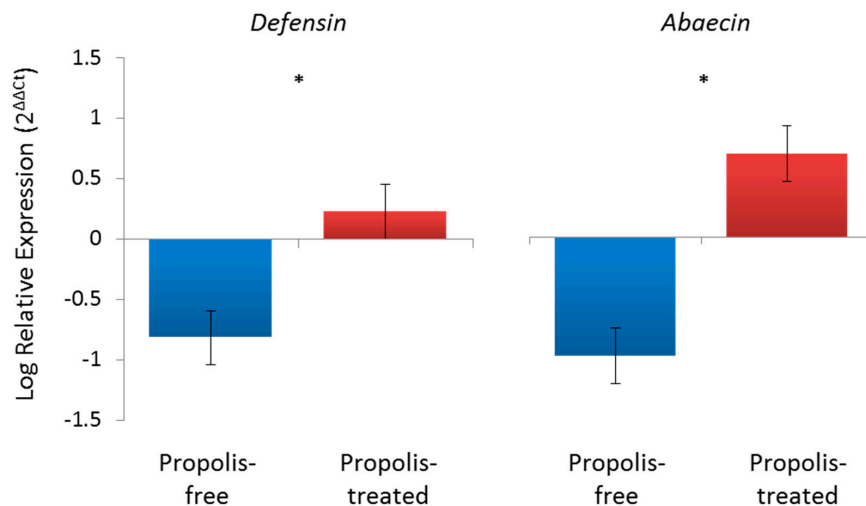 Defensin
Abaecin
Log Relative Expression (2^ΔΔCt)
1.5
1
0.5
0
-0.5
-1
-1.5
*
*
Propolis-
free
Propolis-
treated
Propolis-
free
Propolis-
treated